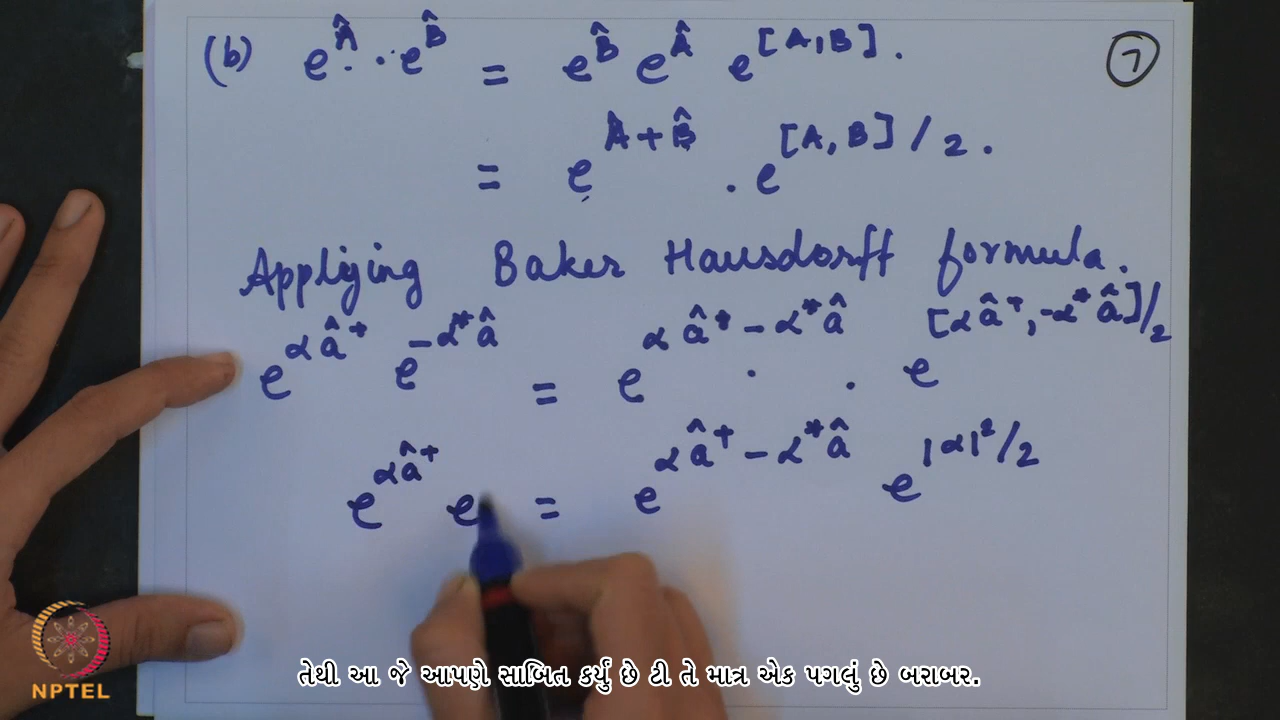 (b) e^Â . . e^B̂ = e^B̂ e^Â e^[A,B] . ⑦
= e^Â+B̂ . e^[A,B]/2 .
Appliying Baker Hausdorff formula.
e^αâ† e^-α*â = e^αâ†-α*â . . e^[αâ†,-α*â]/2
e^αâ† e = e^αâ†-α*â e^|α|²/2
તેથી આ જે આપણે સાબિત કર્યું છે ટી તે માત્ર એક પગલું છે બરાબર.
NPTEL